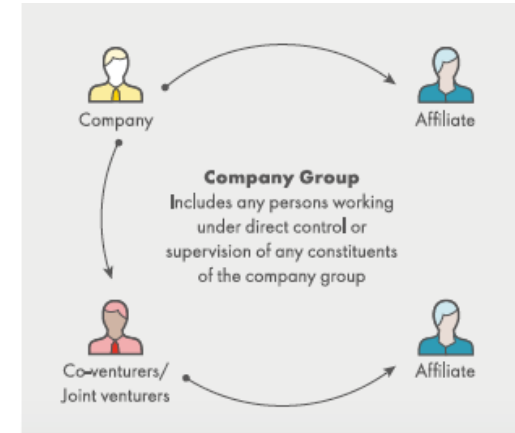 Company
Affiliate
Company Group
Includes any persons working
under direct control or
supervision of any constituents
of the company group
Co-venturers/
Joint venturers
Affiliate